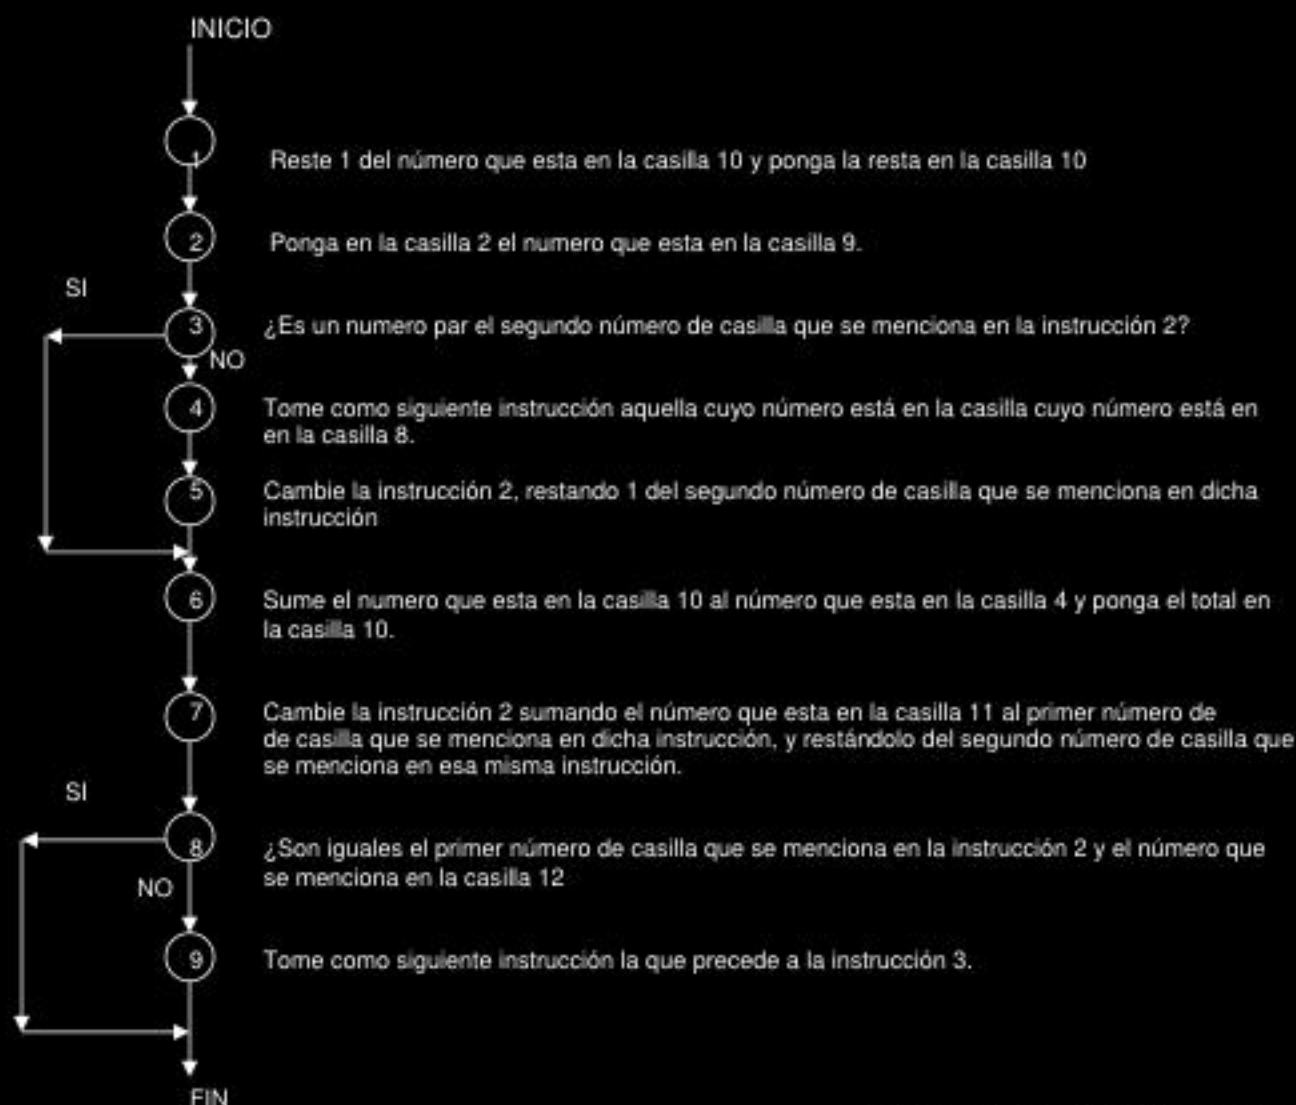 INICIO
1
Reste 1 del número que esta en la casilla 10 y ponga la resta en la casilla 10
2
Ponga en la casilla 2 el numero que esta en la casilla 9.
SI
3
¿Es un numero par el segundo número de casilla que se menciona en la instrucción 2?
NO
4
Tome como siguiente instrucción aquella cuyo número está en la casilla cuyo número está en
en la casilla 8.
5
Cambie la instrucción 2, restando 1 del segundo número de casilla que se menciona en dicha
instrucción
6
Sume el numero que esta en la casilla 10 al número que esta en la casilla 4 y ponga el total en
la casilla 10.
7
Cambie la instrucción 2 sumando el número que esta en la casilla 11 al primer número de
de casilla que se menciona en dicha instrucción, y restándolo del segundo número de casilla que
se menciona en esa misma instrucción.
SI
8
¿Son iguales el primer número de casilla que se menciona en la instrucción 2 y el número que
se menciona en la casilla 12
NO
9
Tome como siguiente instrucción la que precede a la instrucción 3.
FIN